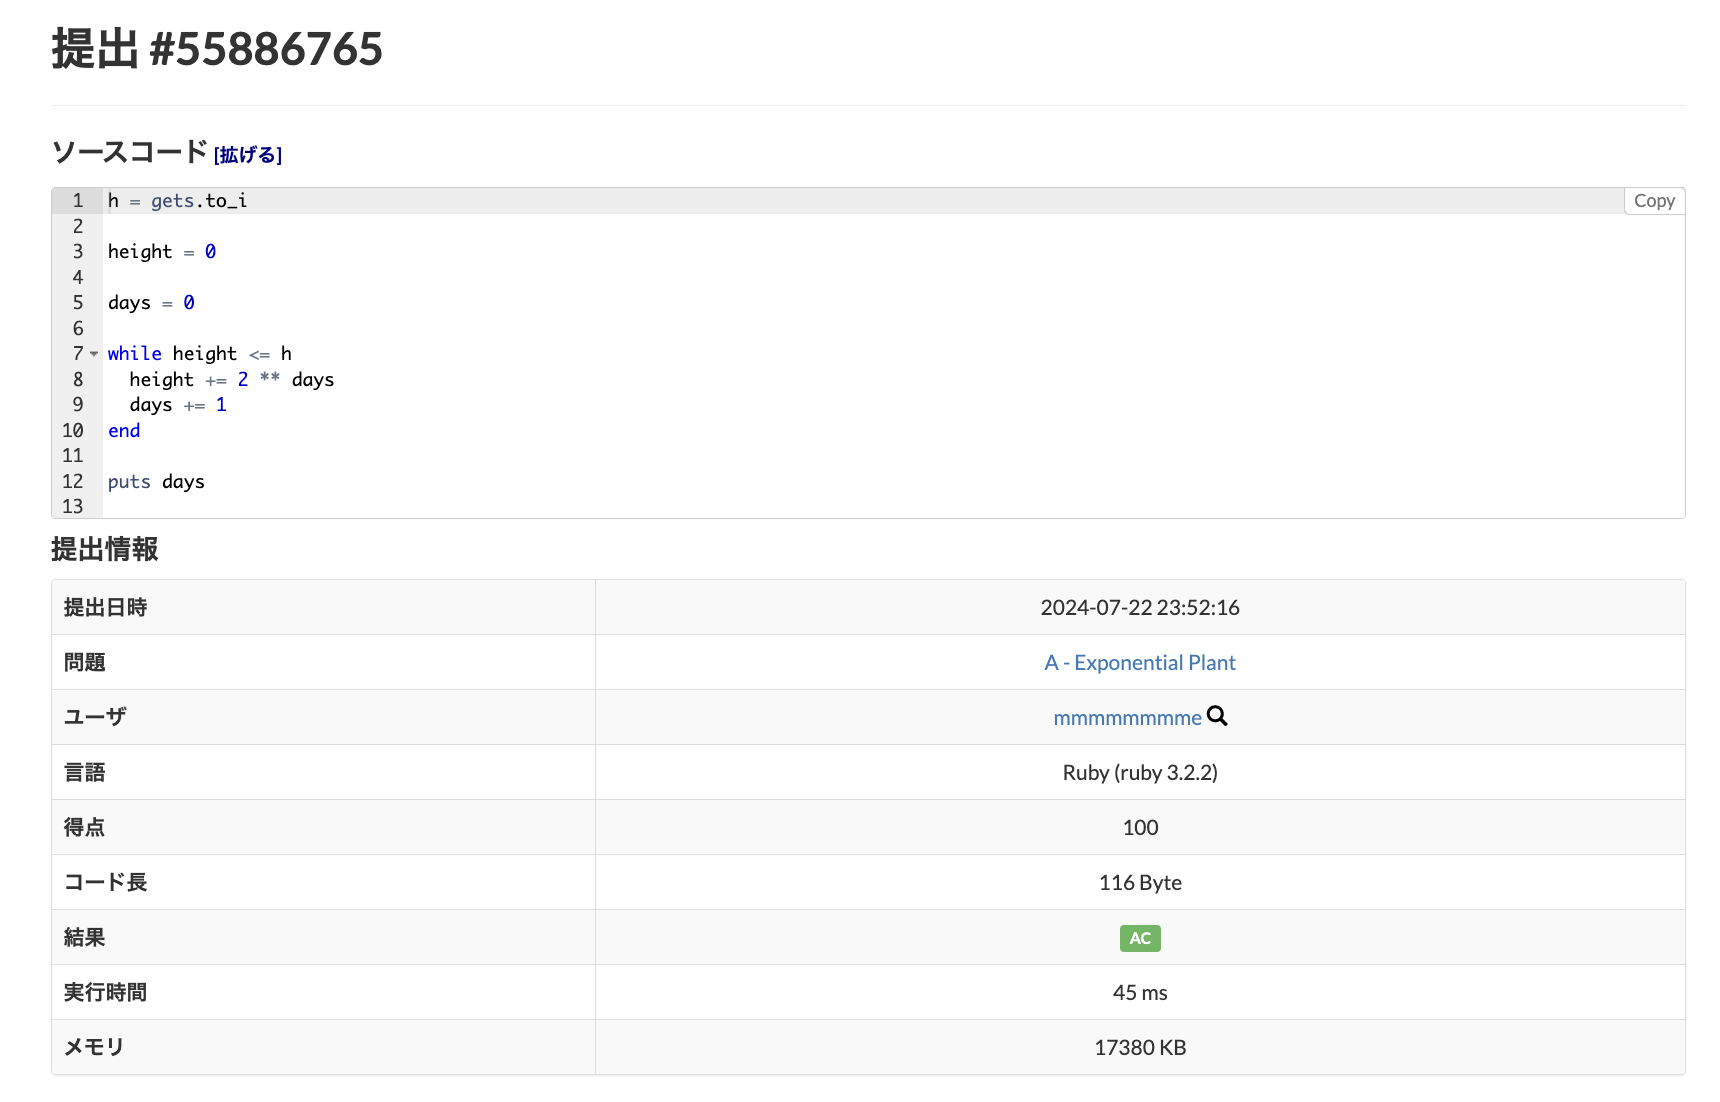 提出 #55886765
ソースコード [拡げる]
Copy
1 h = gets.to_i
2
3 height = 0
4
5 days = 0
6
7 while height <= h
8   height += 2 ** days
9   days += 1
10 end
11
12 puts days
13
提出情報
提出日時 2024-07-22 23:52:16
問題 A - Exponential Plant
ユーザ mmmmmmmmme
言語 Ruby (ruby 3.2.2)
得点 100
コード長 116 Byte
結果 AC
実行時間 45 ms
メモリ 17380 KB